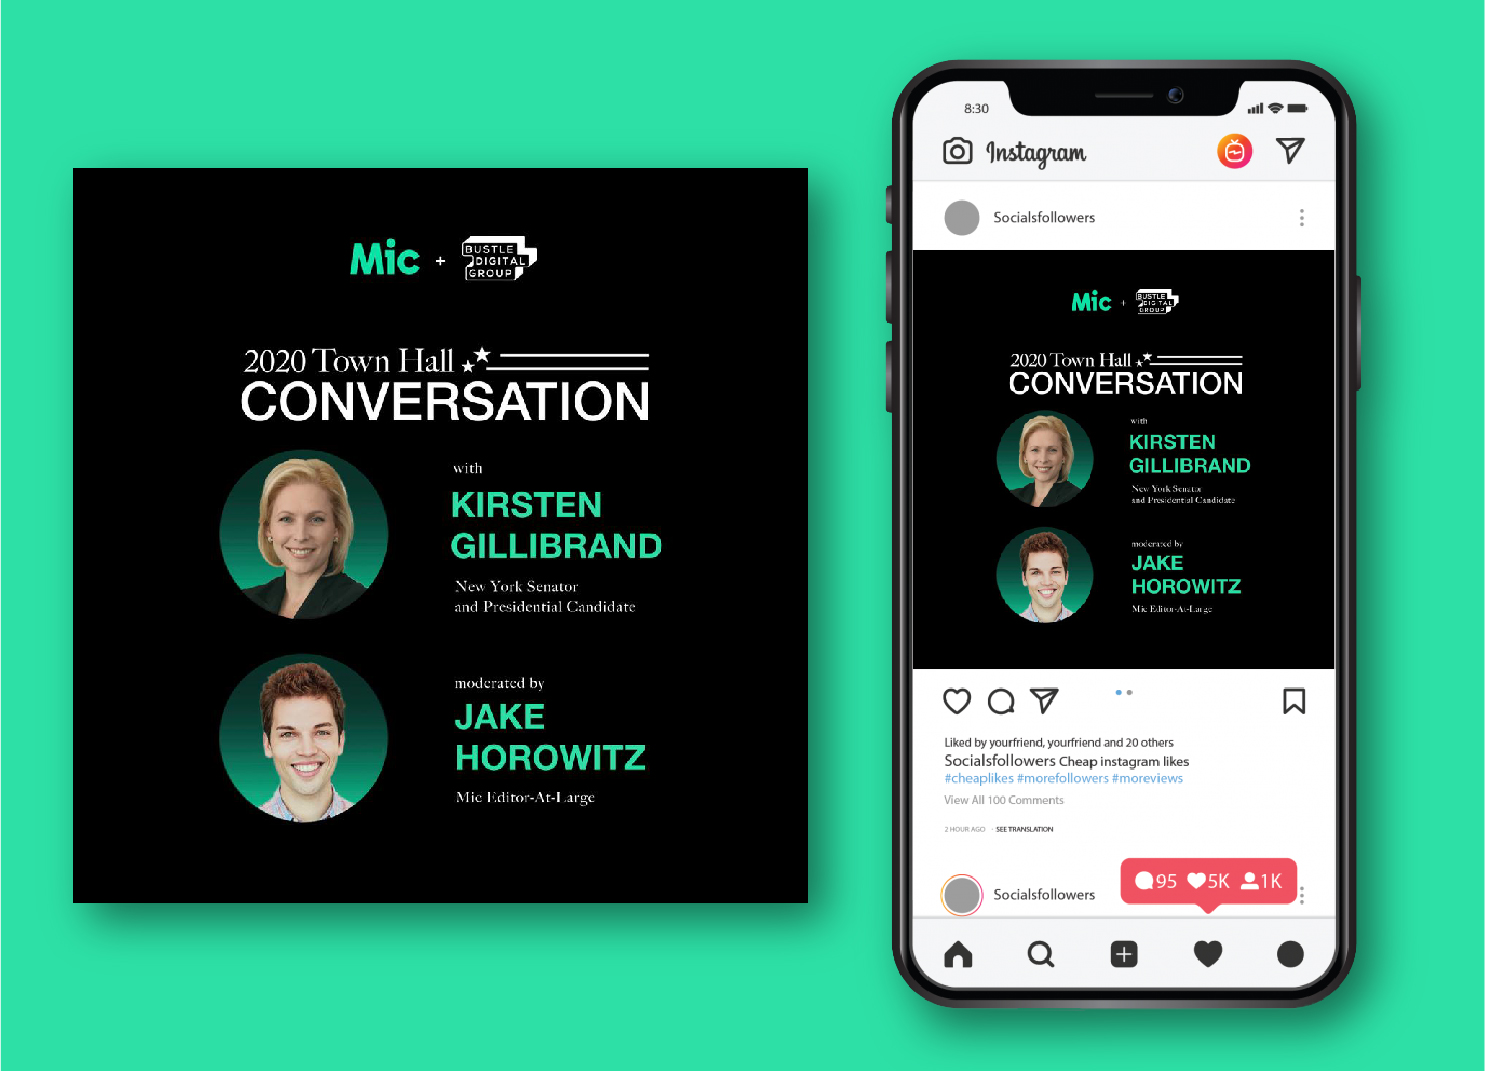 Mic + BUSTLE DIGITAL GROUP
2020 Town Hall
CONVERSATION
with
KIRSTEN
GILLIBRAND
New York Senator
and Presidential Candidate
moderated by
JAKE
HOROWITZ
Mic Editor-At-Large
8:30
Instagram
Socialsfollowers
Mic + BUSTLE DIGITAL GROUP
2020 Town Hall
CONVERSATION
with
KIRSTEN
GILLIBRAND
New York Senator
and Presidential Candidate
moderated by
JAKE
HOROWITZ
Mic Editor-At-Large
Liked by yourfriend, yourfriend and 20 others
Socialsfollowers Cheap instagram likes
#cheaplikes #morefollowers #moreviews
View All 100 Comments
2 HOUR AGO · SEE TRANSLATION
95 5K 1K
Socialsfollowers